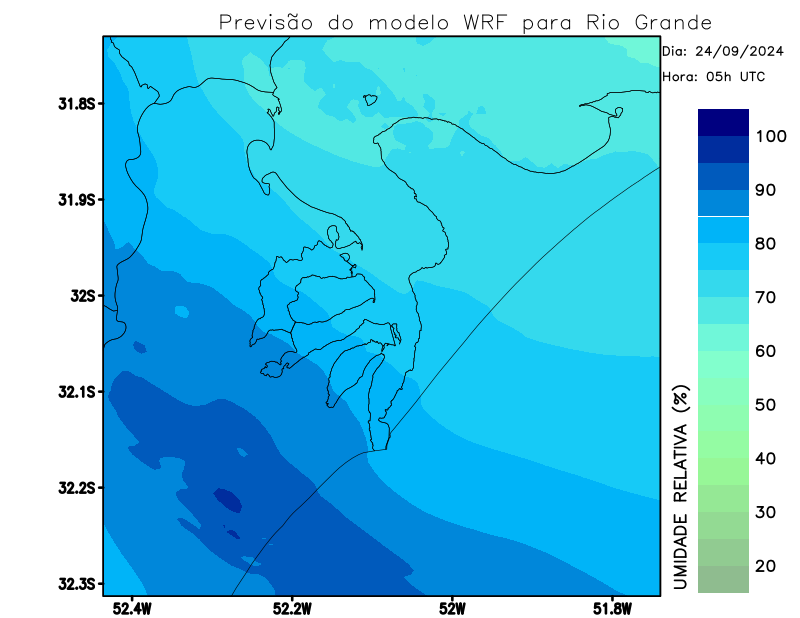 Previsão do modelo WRF para Rio Grande
Dia: 24/09/2024
Hora: 05h UTC
31.8S
31.9S
32S
32.1S
32.2S
32.3S
52.4W
52.2W
52W
51.8W
100
90
80
70
60
50
40
30
20
UMIDADE RELATIVA (%)